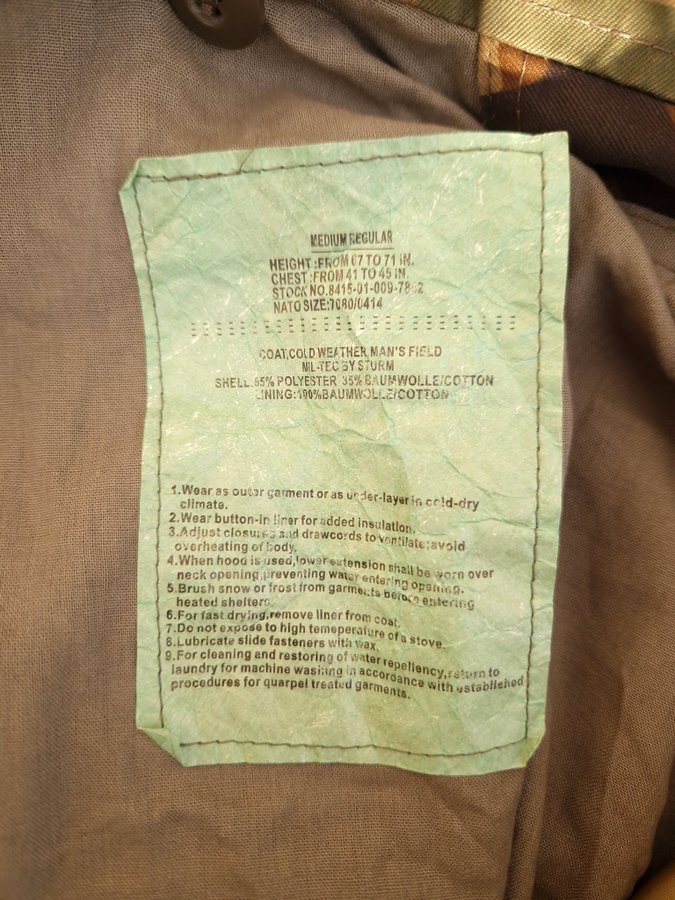 MEDIUM REGULAR
HEIGHT :FROM 67 TO 71 IN.
CHEST :FROM 41 TO 45 IN.
STOCK NO.8415-01-009-78
NATO SIZE:7080/0414
COAT,COLD WEATHER,MAN'S FIELD
MIL-TEC BY STURM
SHELL:65% POLYESTER 35% BAUMWOLLE/COTTON
LINING:100%BAUMWOLLE/COTTON
1.Wear as outer garment or as under-layer in cold-dry
climate.
2.Wear button-in liner for added insulation.
3.Adjust closures and drawcords to ventilate;avoid
overheating of body.
4.When hood is used,lower extension shall be worn over
neck opening,preventing water entering opening.
5.Brush snow or frost from garments before entering
heated shelters.
6.For fast drying,remove liner from coat.
7.Do not expose to high temeperature of a stove.
8.Lubricate slide fasteners with wax.
9.For cleaning and restoring of water repellency,return to
laundry for machine washing in accordance with established
procedures for quarpel treated garments.